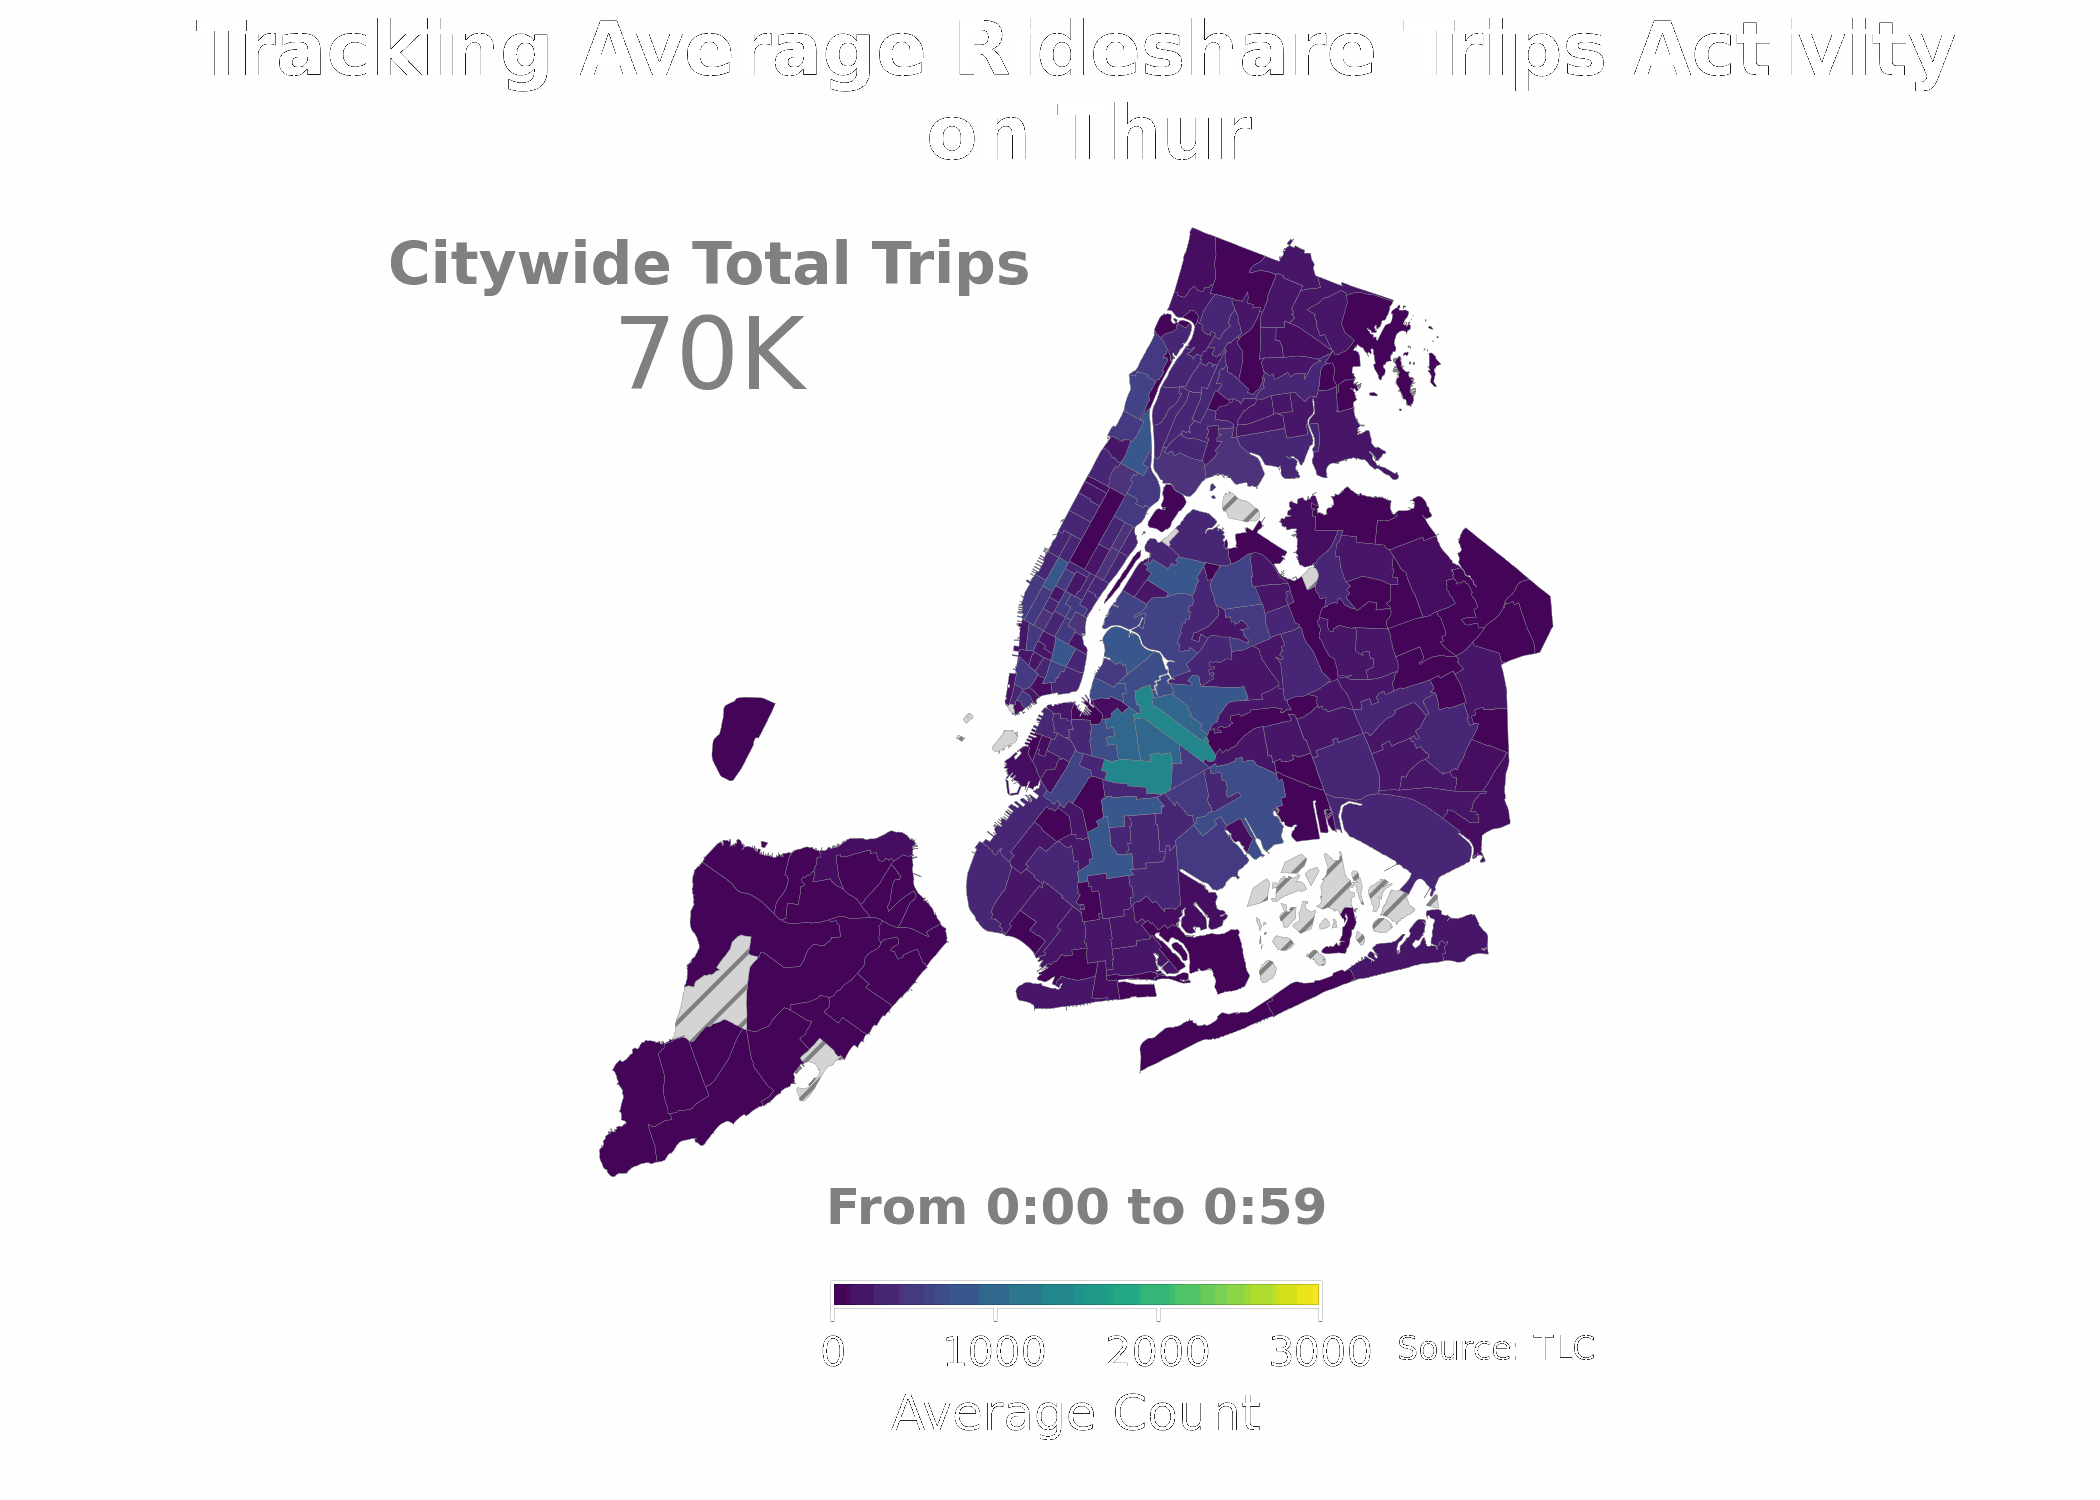 Tracking Average Rideshare Trips Activity
on Thur
Citywide Total Trips
70K
From 0:00 to 0:59
0 1000 2000 3000 Source: TLC
Average Count